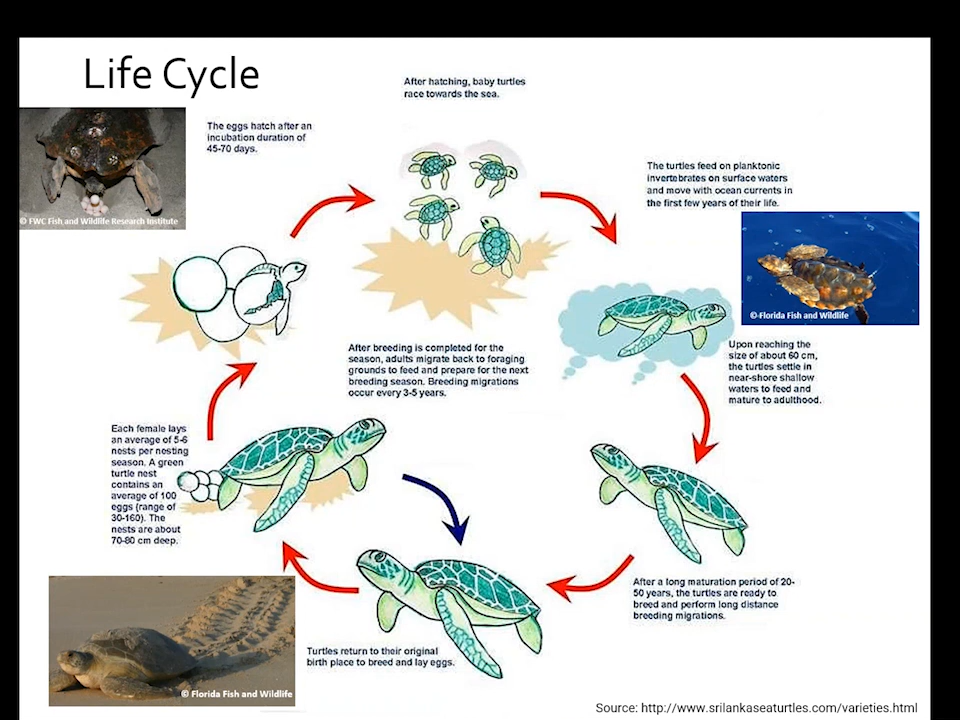 Life Cycle
After hatching, baby turtles
race towards the sea.
The eggs hatch after an
incubation duration of
45-70 days.
The turtles feed on planktonic
invertebrates on surface waters
and move with ocean currents in
the first few years of their life.
© FWC Fish and Wildlife Research Institute
© Florida Fish and Wildlife
Upon reaching the
size of about 60 cm,
the turtles settle in
near-shore shallow
waters to feed and
mature to adulthood.
After breeding is completed for the
season, adults migrate back to foraging
grounds to feed and prepare for the next
breeding season. Breeding migrations
occur every 3-5 years.
Each female lays
an average of 5-6
nests per nesting
season. A green
turtle nest
contains an
average of 100
eggs (range of
30-160). The
nests are about
70-80 cm deep.
After a long maturation period of 20-
50 years, the turtles are ready to
breed and perform long distance
breeding migrations.
Turtles return to their original
birth place to breed and lay eggs.
© Florida Fish and Wildlife
Source: http://www.srilankaseaturtles.com/varieties.html